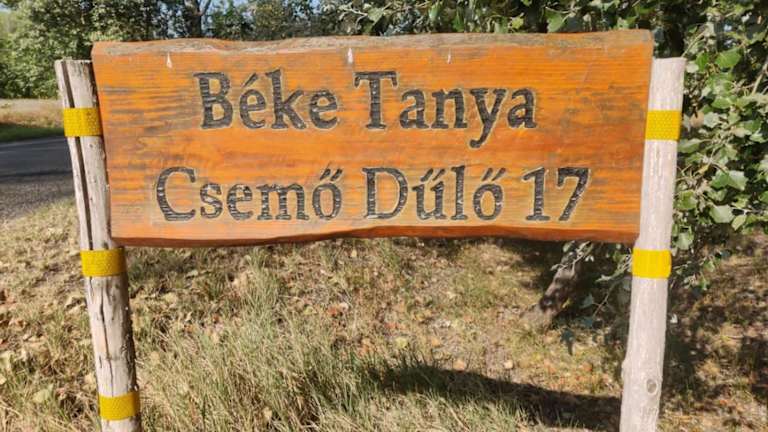 Béke Tanya
Csemő Dűlő 17